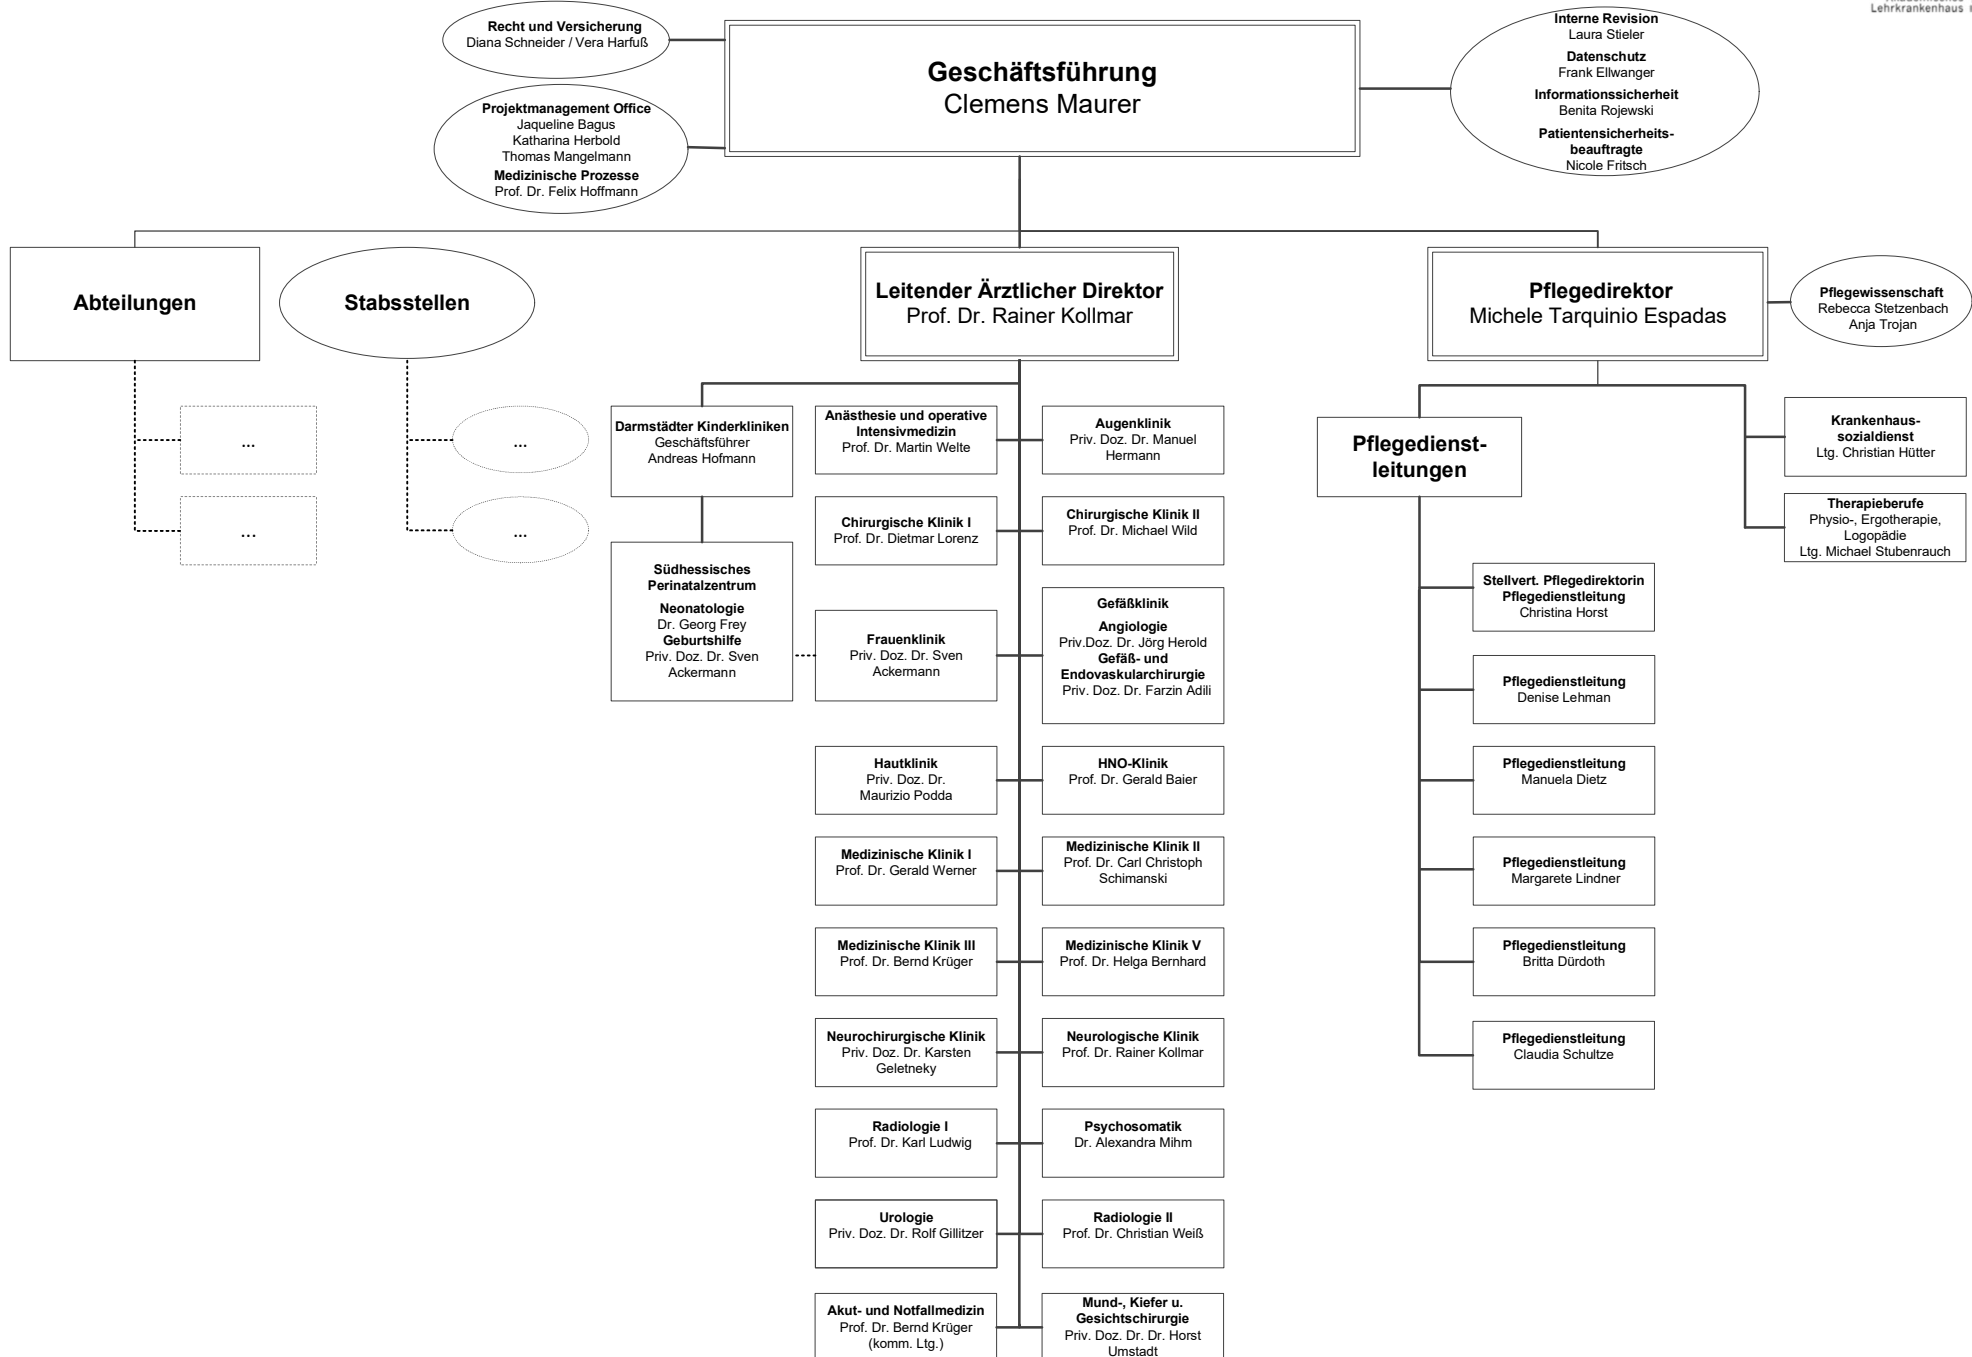 Lehrkrankenhaus
Recht und Versicherung
Diana Schneider / Vera Harfuß
Projektmanagement Office
Jaqueline Bagus
Katharina Herbold
Thomas Mangelmann
Medizinische Prozesse
Prof. Dr. Felix Hoffmann
Geschäftsführung
Clemens Maurer
Interne Revision
Laura Stieler
Datenschutz
Frank Ellwanger
Informationssicherheit
Benita Rojewski
Patientensicherheits-
beauftragte
Nicole Fritsch
Abteilungen
...
...
Stabsstellen
...
...
Leitender Ärztlicher Direktor
Prof. Dr. Rainer Kollmar
Pflegedirektor
Michele Tarquinio Espadas
Pflegewissenschaft
Rebecca Stetzenbach
Anja Trojan
Darmstädter Kinderkliniken
Geschäftsführer
Andreas Hofmann
Südhessisches
Perinatalzentrum
Neonatologie
Dr. Georg Frey
Geburtshilfe
Priv. Doz. Dr. Sven
Ackermann
Anästhesie und operative
Intensivmedizin
Prof. Dr. Martin Welte
Augenklinik
Priv. Doz. Dr. Manuel
Hermann
Chirurgische Klinik I
Prof. Dr. Dietmar Lorenz
Chirurgische Klinik II
Prof. Dr. Michael Wild
Frauenklinik
Priv. Doz. Dr. Sven
Ackermann
Gefäßklinik
Angiologie
Priv.Doz. Dr. Jörg Herold
Gefäß- und
Endovaskularchirurgie
Priv. Doz. Dr. Farzin Adili
Hautklinik
Priv. Doz. Dr.
Maurizio Podda
HNO-Klinik
Prof. Dr. Gerald Baier
Medizinische Klinik I
Prof. Dr. Gerald Werner
Medizinische Klinik II
Prof. Dr. Carl Christoph
Schimanski
Medizinische Klinik III
Prof. Dr. Bernd Krüger
Medizinische Klinik V
Prof. Dr. Helga Bernhard
Neurochirurgische Klinik
Priv. Doz. Dr. Karsten
Geletneky
Neurologische Klinik
Prof. Dr. Rainer Kollmar
Radiologie I
Prof. Dr. Karl Ludwig
Psychosomatik
Dr. Alexandra Mihm
Urologie
Priv. Doz. Dr. Rolf Gillitzer
Radiologie II
Prof. Dr. Christian Weiß
Akut- und Notfallmedizin
Prof. Dr. Bernd Krüger
(komm. Ltg.)
Mund-, Kiefer u.
Gesichtschirurgie
Priv. Doz. Dr. Dr. Horst
Umstadt
Pflegedienst-
leitungen
Stellvert. Pflegedirektorin
Pflegedienstleitung
Christina Horst
Pflegedienstleitung
Denise Lehman
Pflegedienstleitung
Manuela Dietz
Pflegedienstleitung
Margarete Lindner
Pflegedienstleitung
Britta Dürdoth
Pflegedienstleitung
Claudia Schultze
Krankenhaus-
sozialdienst
Ltg. Christian Hütter
Therapieberufe
Physio-, Ergotherapie,
Logopädie
Ltg. Michael Stubenrauch